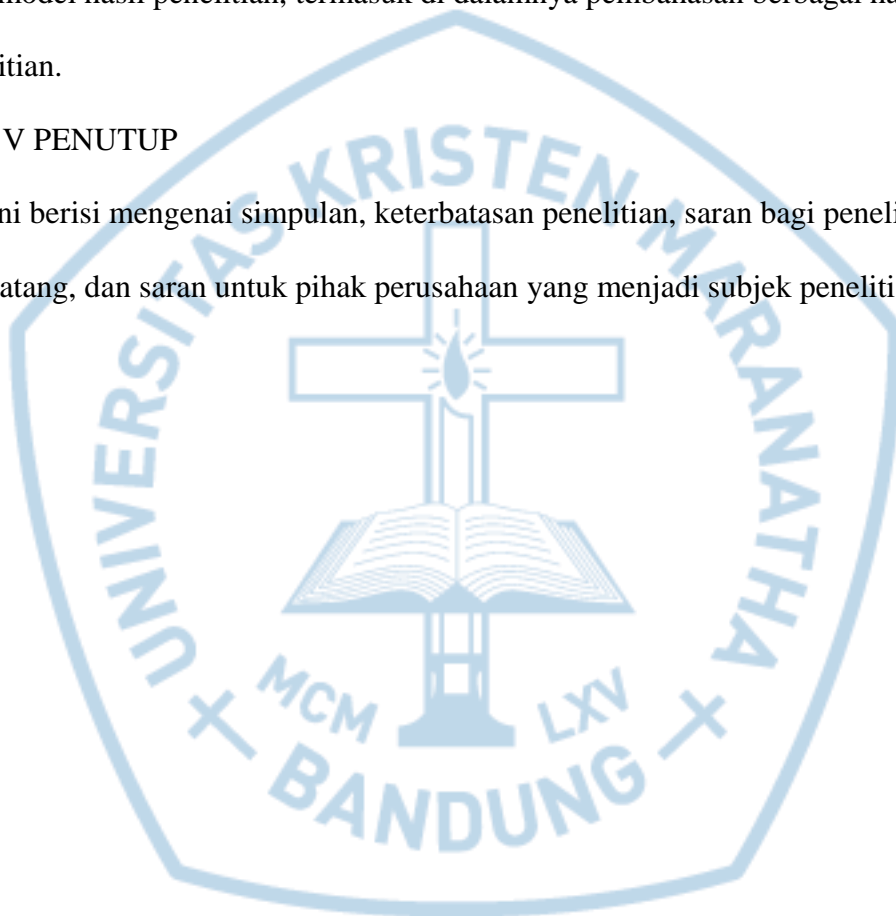 model hasil penelitian, termasuk di dalamnya pembahasan berbagai
itian.
V PENUTUP
ni berisi mengenai simpulan, keterbatasan penelitian, saran bagi peneli
atang, dan saran untuk pihak perusahaan yang menjadi subjek peneliti
UNIVERSITAS KRISTEN MARANATHA
MCM LXV
BANDUNG